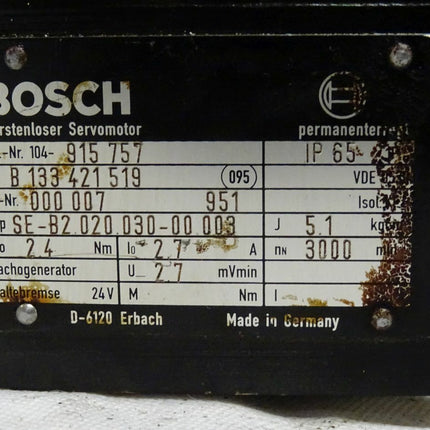 BOSCH
rstenloser Servomotor permanenterregt
-Nr. 104- 915 757 IP 65-
B 133 421 519 (095) VDE
-Nr. 000 007 951 Isol
p SE-B2.020.030-00.003 J 5.1 kg
o 2.4 Nm I₀ 2.7 A nN 3000
achogenerator U 2.7 mVmin
altebremse 24V M Nm I
D-6120 Erbach Made in Germany